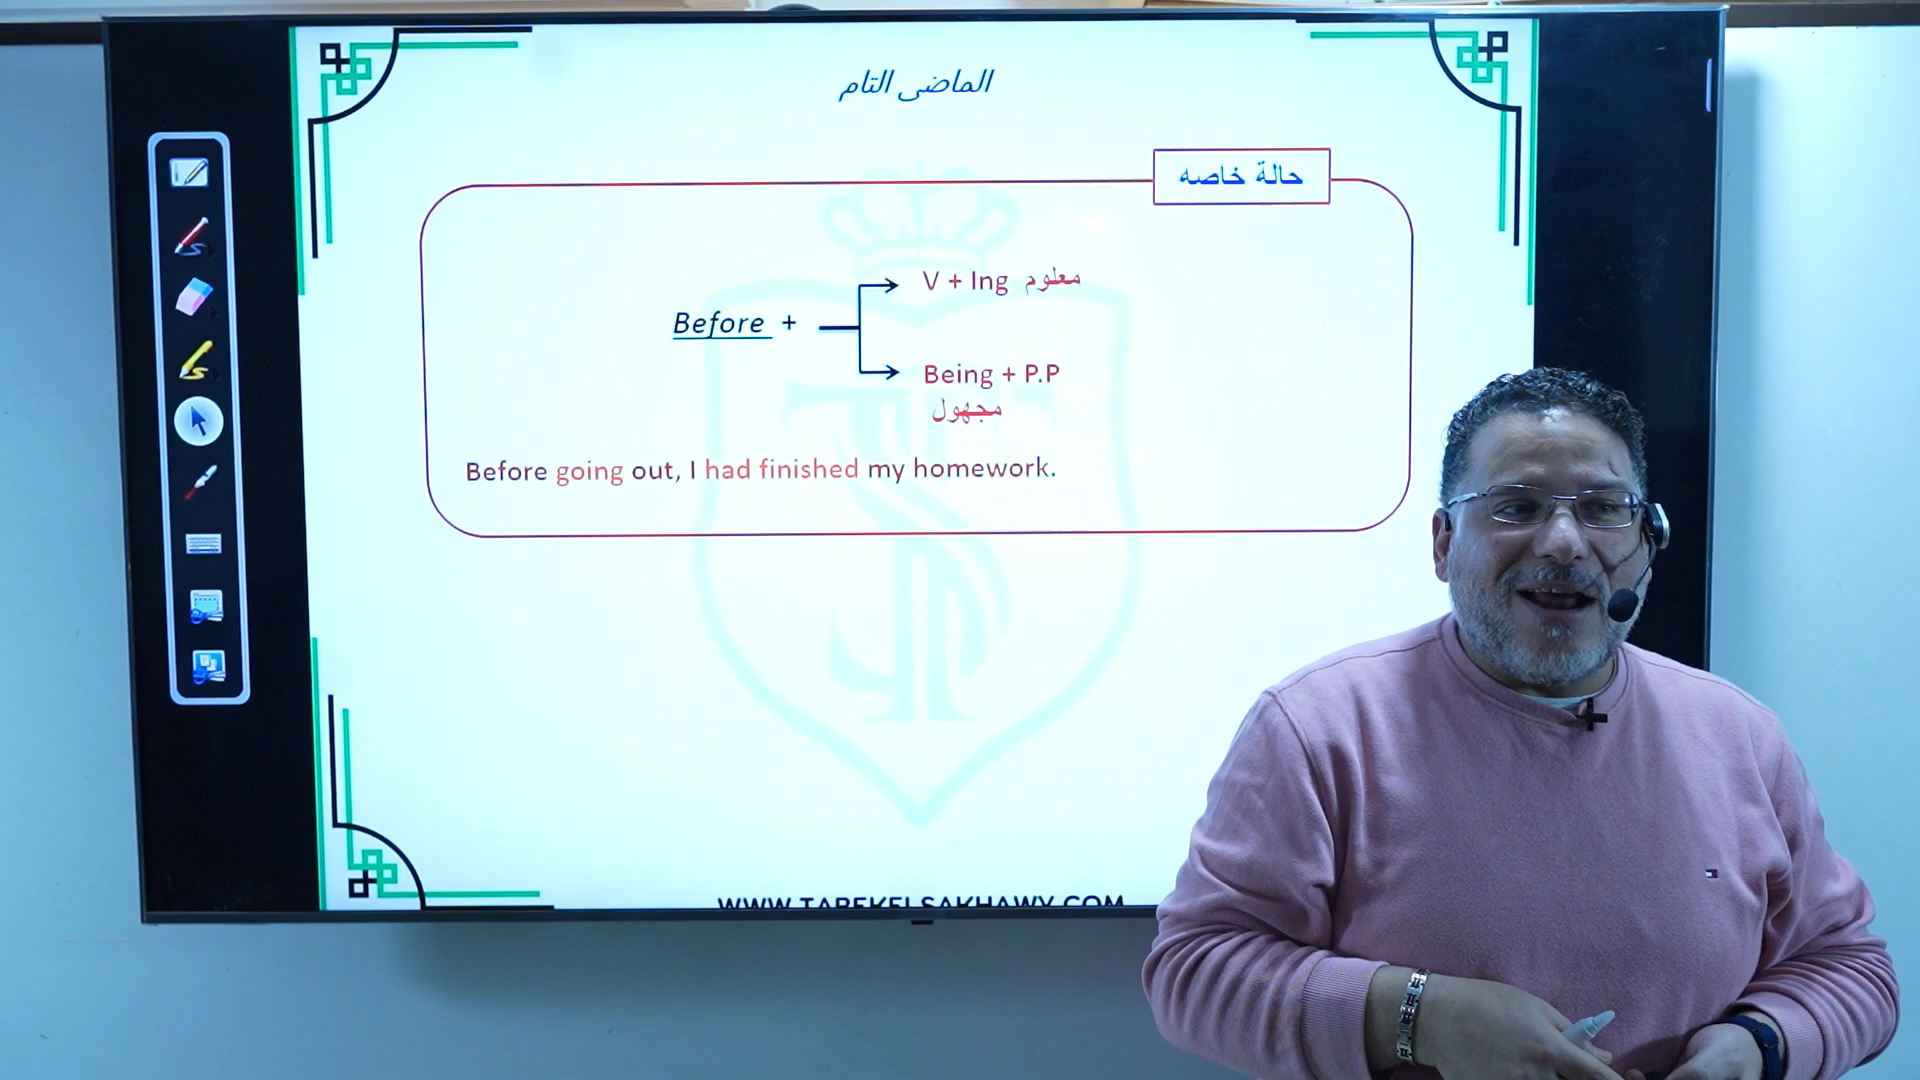 الماضى التام
حالة خاصه
V + Ing معلوم
Before +
Being + P.P
مجهول
Before going out, I had finished my homework.
WWW.TAREKELSAKHAWY.COM